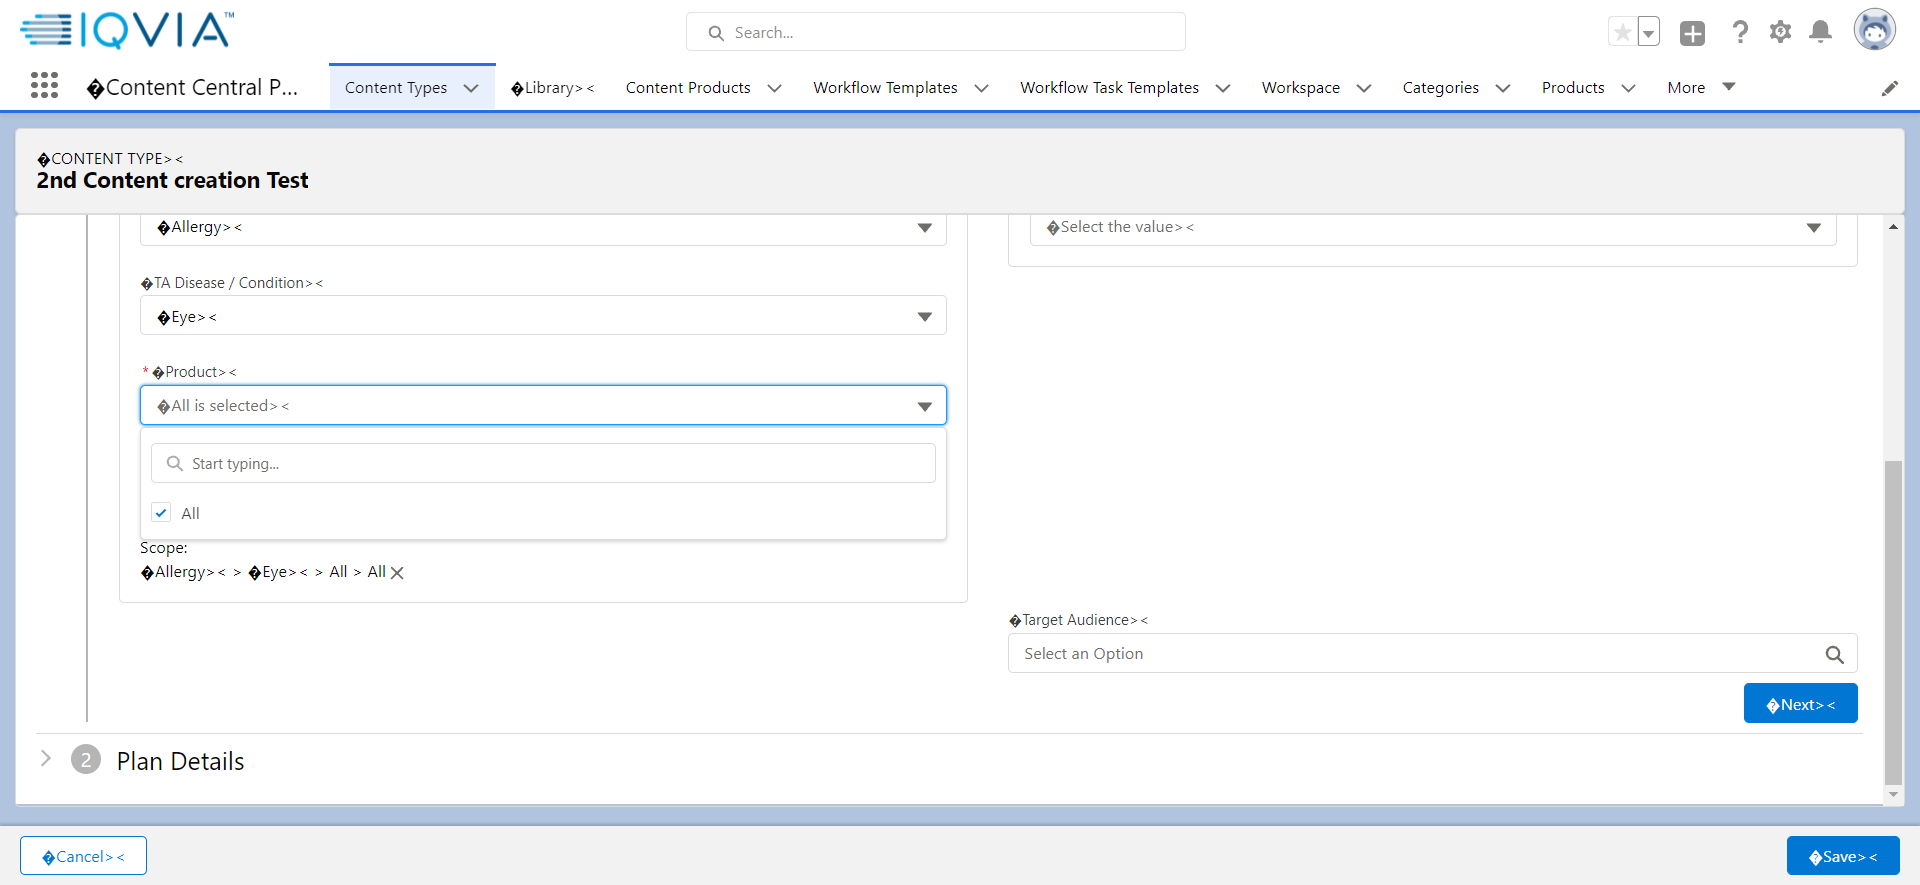 IQVIA™
Search...
�Content Central P...
Content Types
�Library><
Content Products
Workflow Templates
Workflow Task Templates
Workspace
Categories
Products
More
�CONTENT TYPE><
2nd Content creation Test
�Allergy><
�Select the value><
�TA Disease / Condition><
�Eye><
* �Product><
�All is selected><
Start typing...
All
Scope:
�Allergy>< > �Eye>< > All > All
�Target Audience><
Select an Option
�Next><
2 Plan Details
�Cancel><
�Save><